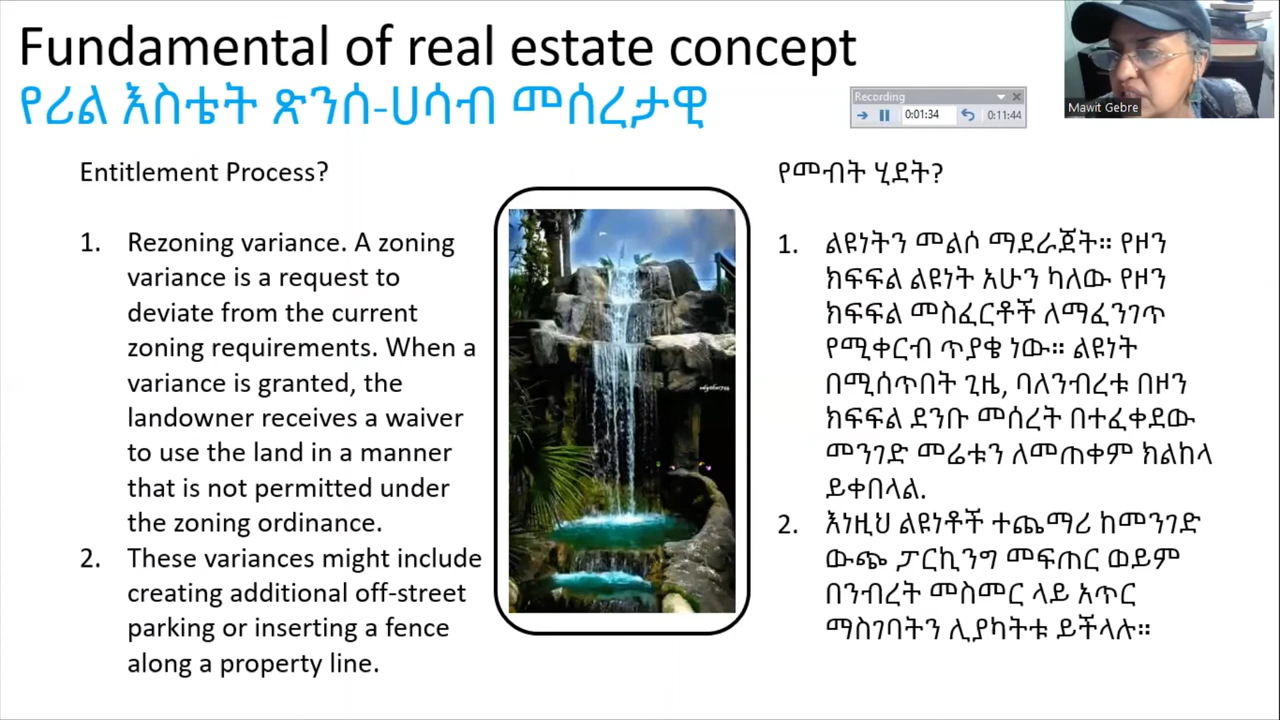 Fundamental of real estate concept
የሪል እስቴት ጽንሰ-ሀሳብ መሰረታዊ
Recording
0:01:34
0:11:44
Mawit Gebre
Entitlement Process?
1. Rezoning variance. A zoning
variance is a request to
deviate from the current
zoning requirements. When a
variance is granted, the
landowner receives a waiver
to use the land in a manner
that is not permitted under
the zoning ordinance.
2. These variances might include
creating additional off-street
parking or inserting a fence
along a property line.
የመብት ሂደት?
1. ልዩነትን መልሶ ማደራጀት። የዞን
ክፍፍል ልዩነት አሁን ካለው የዞን
ክፍፍል መስፈርቶች ለማፈንገጥ
የሚቀርብ ጥያቄ ነው። ልዩነት
በሚሰጥበት ጊዜ, ባለንብረቱ በዞን
ክፍፍል ደንቡ መሰረት በተፈቀደው
መንገድ መሬቱን ለመጠቀም ክልከላ
ይቀበላል.
2. እነዚህ ልዩነቶች ተጨማሪ ከመንገድ
ውጭ ፓርኪንግ መፍጠር ወይም
በንብረት መስመር ላይ አጥር
ማስገባትን ሊያካትቱ ይችላሉ።